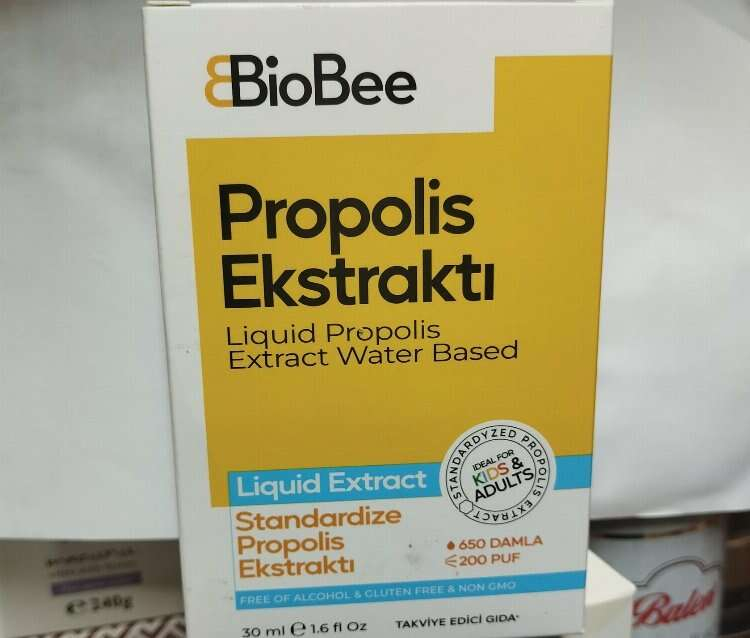 BioBee
Propolis
Ekstraktı
Liquid Propolis
Extract Water Based
STANDARDYZED PROPOLIS EXTRACT
IDEAL FOR
KIDS &
ADULTS
Liquid Extract
Standardize
Propolis
Ekstraktı
650 DAMLA
200 PUF
FREE OF ALCOHOL & GLUTEN FREE & NON GMO
30 ml e 1.6 fl Oz
TAKVİYE EDİCİ GIDA*
e 240g